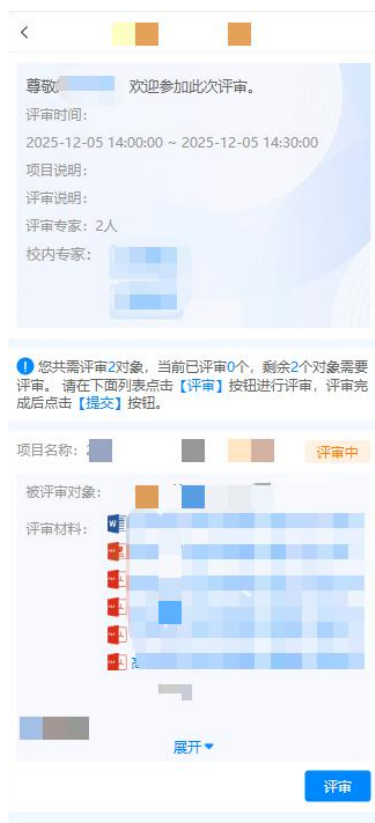 尊敬
欢迎参加此次评审。
评审时间：
2025-12-05 14:00:00 ~ 2025-12-05 14:30:00
项目说明：
评审说明：
评审专家：2人
校内专家：
您共需评审2对象，当前已评审0个，剩余2个对象需要
评审。请在下面列表点击【评审】按钮进行评审，评审完
成后点击【提交】按钮。
项目名称：
评审中
被评审对象：
评审材料：
展开
评审